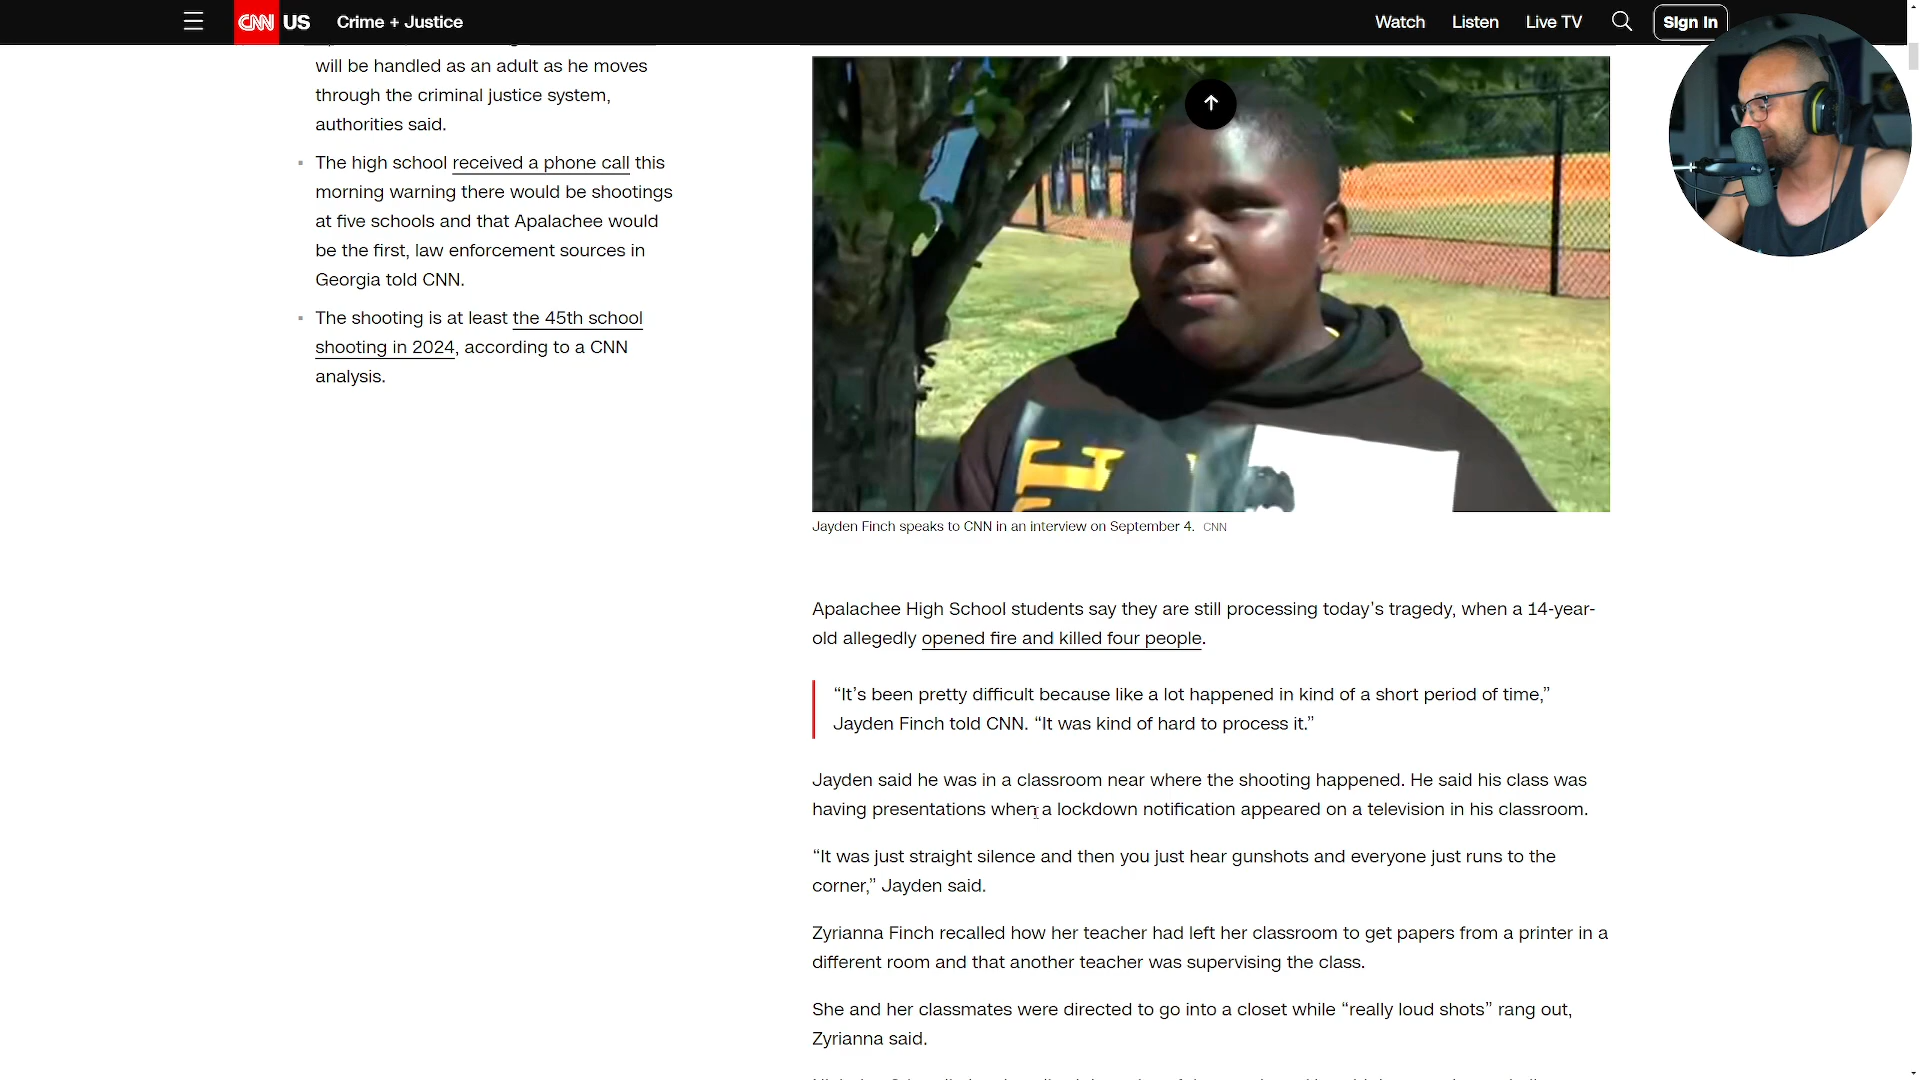 CNN US Crime + Justice Watch Listen Live TV Sign In
will be handled as an adult as he moves
through the criminal justice system,
authorities said.
The high school received a phone call this
morning warning there would be shootings
at five schools and that Apalachee would
be the first, law enforcement sources in
Georgia told CNN.
The shooting is at least the 45th school
shooting in 2024, according to a CNN
analysis.
Jayden Finch speaks to CNN in an interview on September 4. CNN
Apalachee High School students say they are still processing today’s tragedy, when a 14-year-
old allegedly opened fire and killed four people.
“It’s been pretty difficult because like a lot happened in kind of a short period of time,”
Jayden Finch told CNN. “It was kind of hard to process it.”
Jayden said he was in a classroom near where the shooting happened. He said his class was
having presentations when a lockdown notification appeared on a television in his classroom.
“It was just straight silence and then you just hear gunshots and everyone just runs to the
corner,” Jayden said.
Zyrianna Finch recalled how her teacher had left her classroom to get papers from a printer in a
different room and that another teacher was supervising the class.
She and her classmates were directed to go into a closet while “really loud shots” rang out,
Zyrianna said.